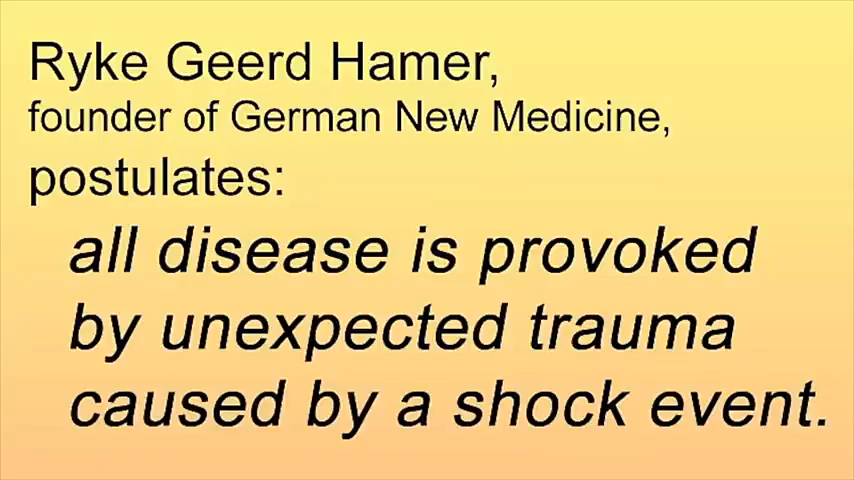 Ryke Geerd Hamer,
founder of German New Medicine,
postulates:
all disease is provoked
by unexpected trauma
caused by a shock event.